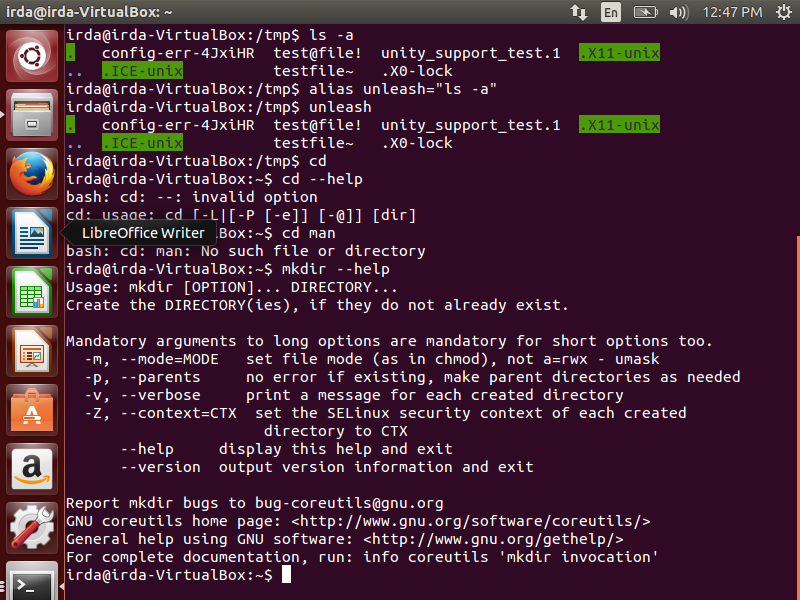 irda@irda-VirtualBox: ~
En
12:47 PM
irda@irda-VirtualBox:/tmp$ ls -a
.   config-err-4JxiHR  test@file!  unity_support_test.1  .X11-unix
..  .ICE-unix          testfile~   .X0-lock
irda@irda-VirtualBox:/tmp$ alias unleash="ls -a"
irda@irda-VirtualBox:/tmp$ unleash
.   config-err-4JxiHR  test@file!  unity_support_test.1  .X11-unix
..  .ICE-unix          testfile~   .X0-lock
irda@irda-VirtualBox:/tmp$ cd
irda@irda-VirtualBox:~$ cd --help
bash: cd: --: invalid option
cd: usage: cd [-L|[-P [-e]] [-@]] [dir]
LibreOffice Writer
Box:~$ cd man
bash: cd: man: No such file or directory
irda@irda-VirtualBox:~$ mkdir --help
Usage: mkdir [OPTION]... DIRECTORY...
Create the DIRECTORY(ies), if they do not already exist.
Mandatory arguments to long options are mandatory for short options too.
  -m, --mode=MODE   set file mode (as in chmod), not a=rwx - umask
  -p, --parents     no error if existing, make parent directories as needed
  -v, --verbose     print a message for each created directory
  -Z, --context=CTX  set the SELinux security context of each created
                      directory to CTX
      --help     display this help and exit
      --version  output version information and exit
Report mkdir bugs to bug-coreutils@gnu.org
GNU coreutils home page: <http://www.gnu.org/software/coreutils/>
General help using GNU software: <http://www.gnu.org/gethelp/>
For complete documentation, run: info coreutils 'mkdir invocation'
irda@irda-VirtualBox:~$